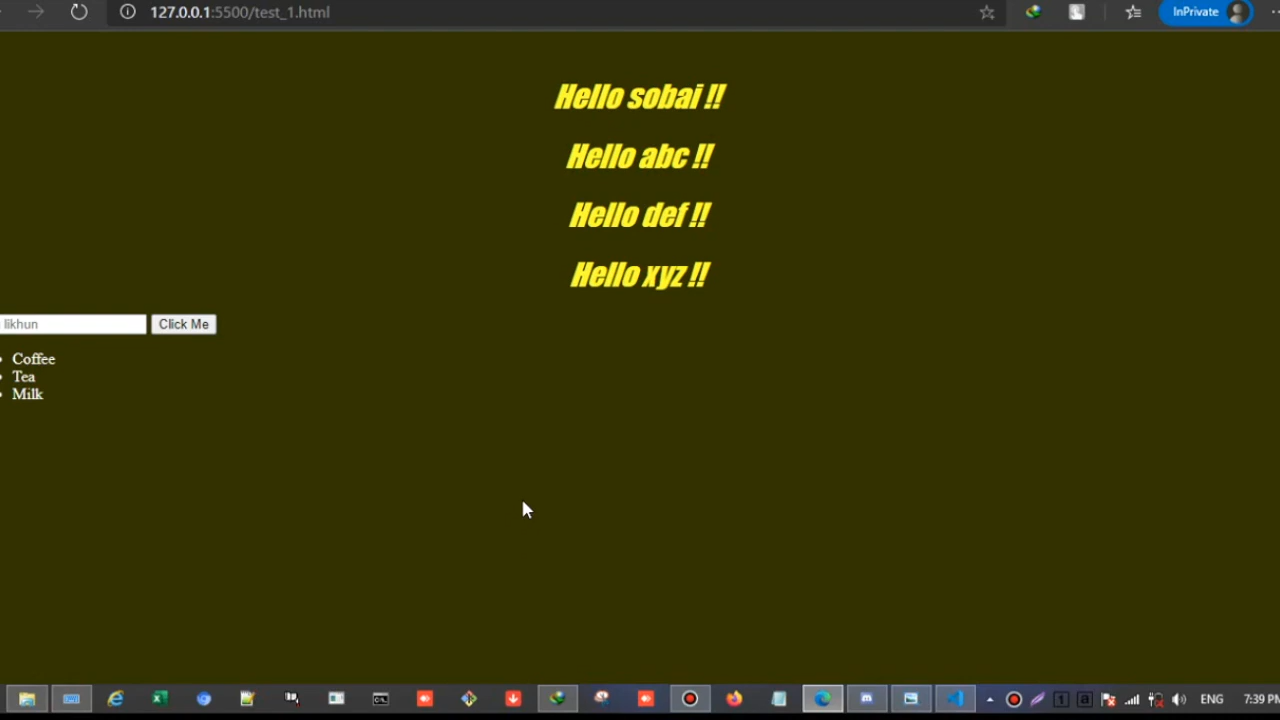 127.0.0.1:5500/test_1.html
InPrivate
Hello sobai !!
Hello abc !!
Hello def !!
Hello xyz !!
likhun
Click Me
Coffee
Tea
Milk
ENG
7:39 PM